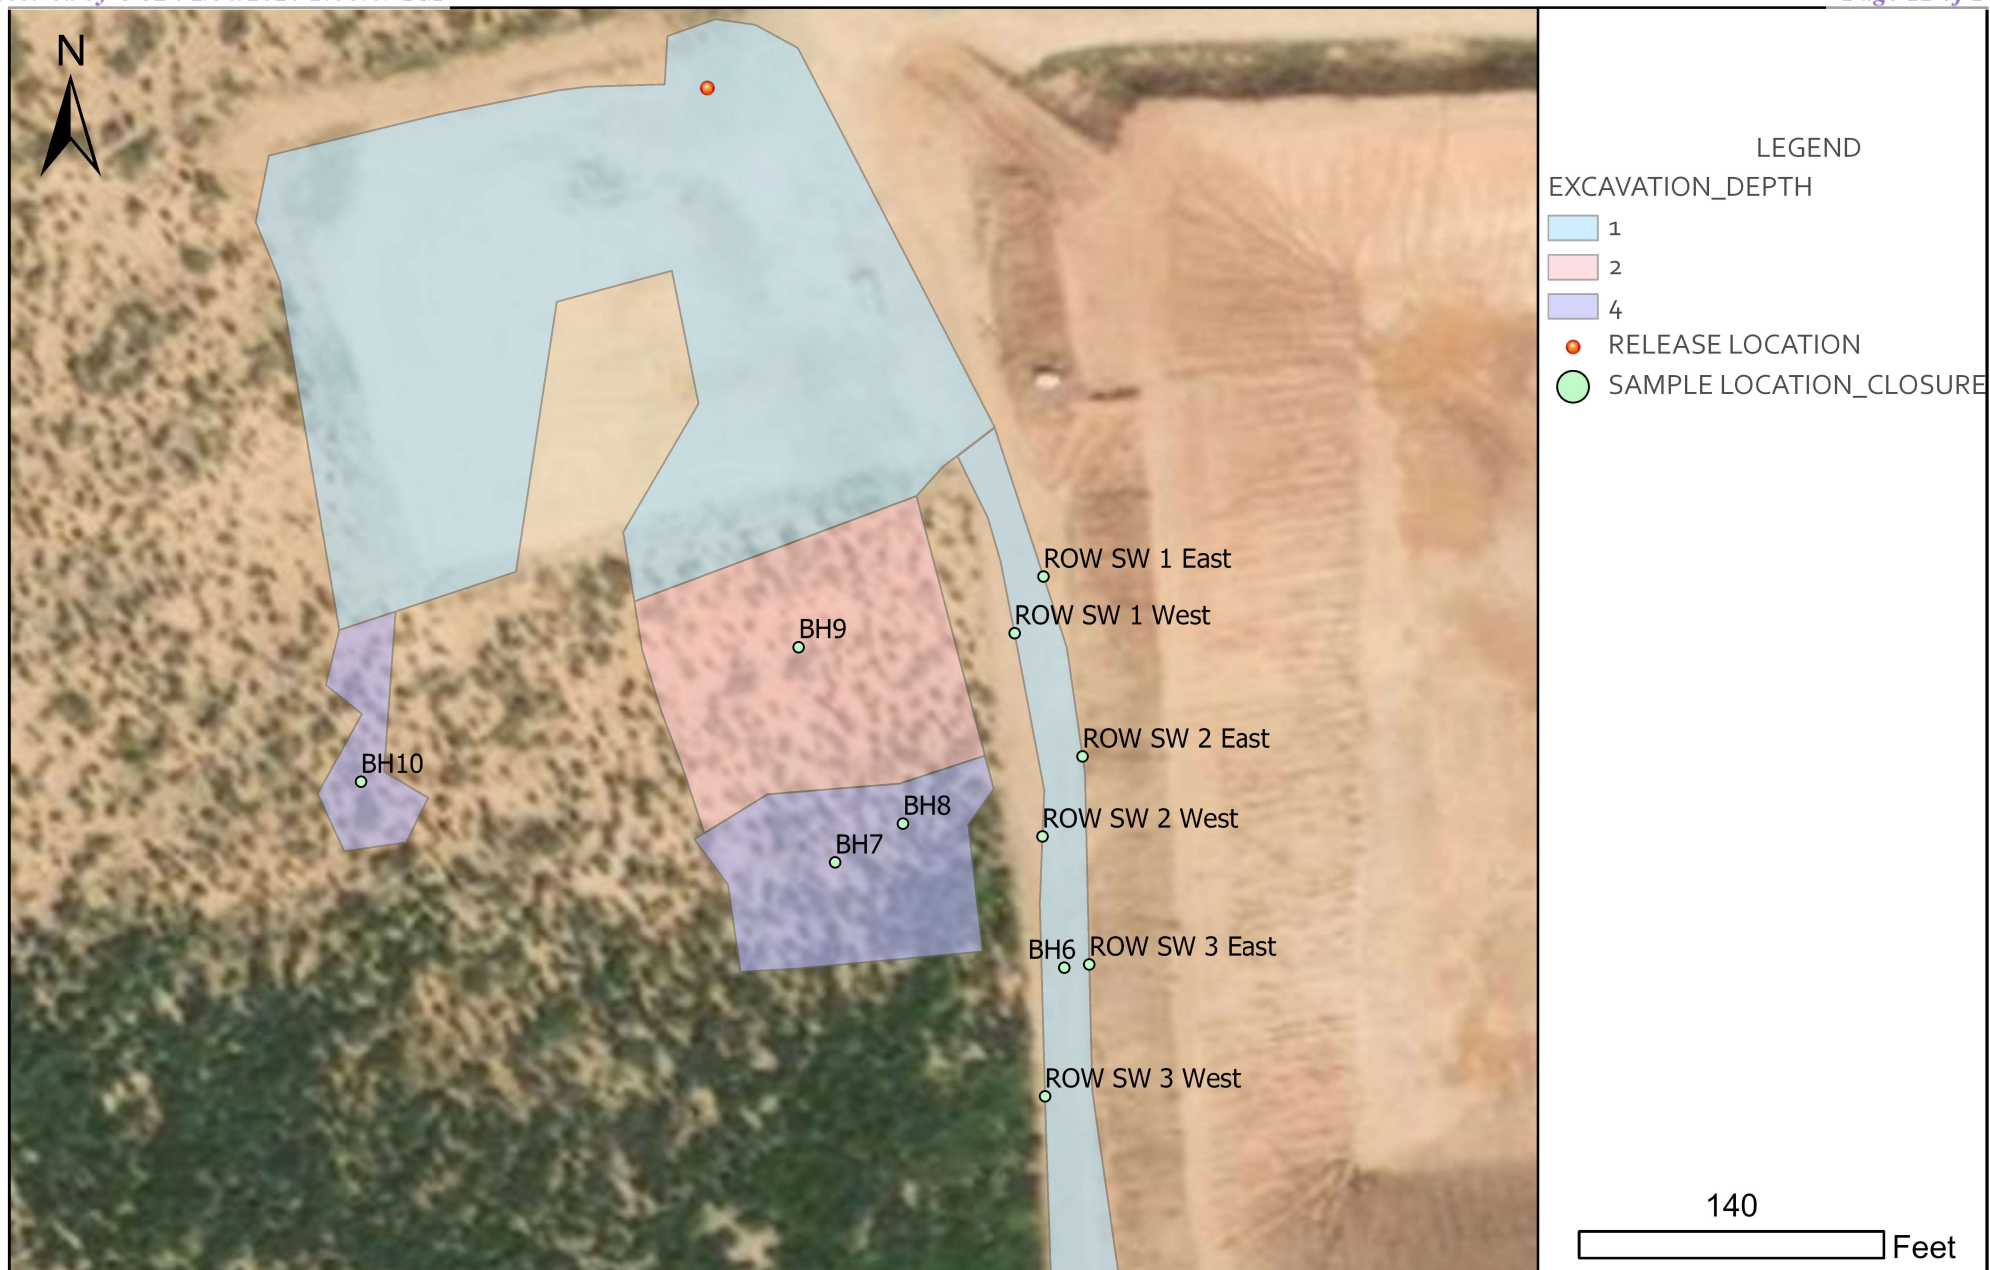 N
LEGEND
EXCAVATION_DEPTH
1
2
4
RELEASE LOCATION
SAMPLE LOCATION_CLOSURE
ROW SW 1 East
ROW SW 1 West
BH9
ROW SW 2 East
BH10
BH8
ROW SW 2 West
BH7
BH6
ROW SW 3 East
ROW SW 3 West
140
Feet